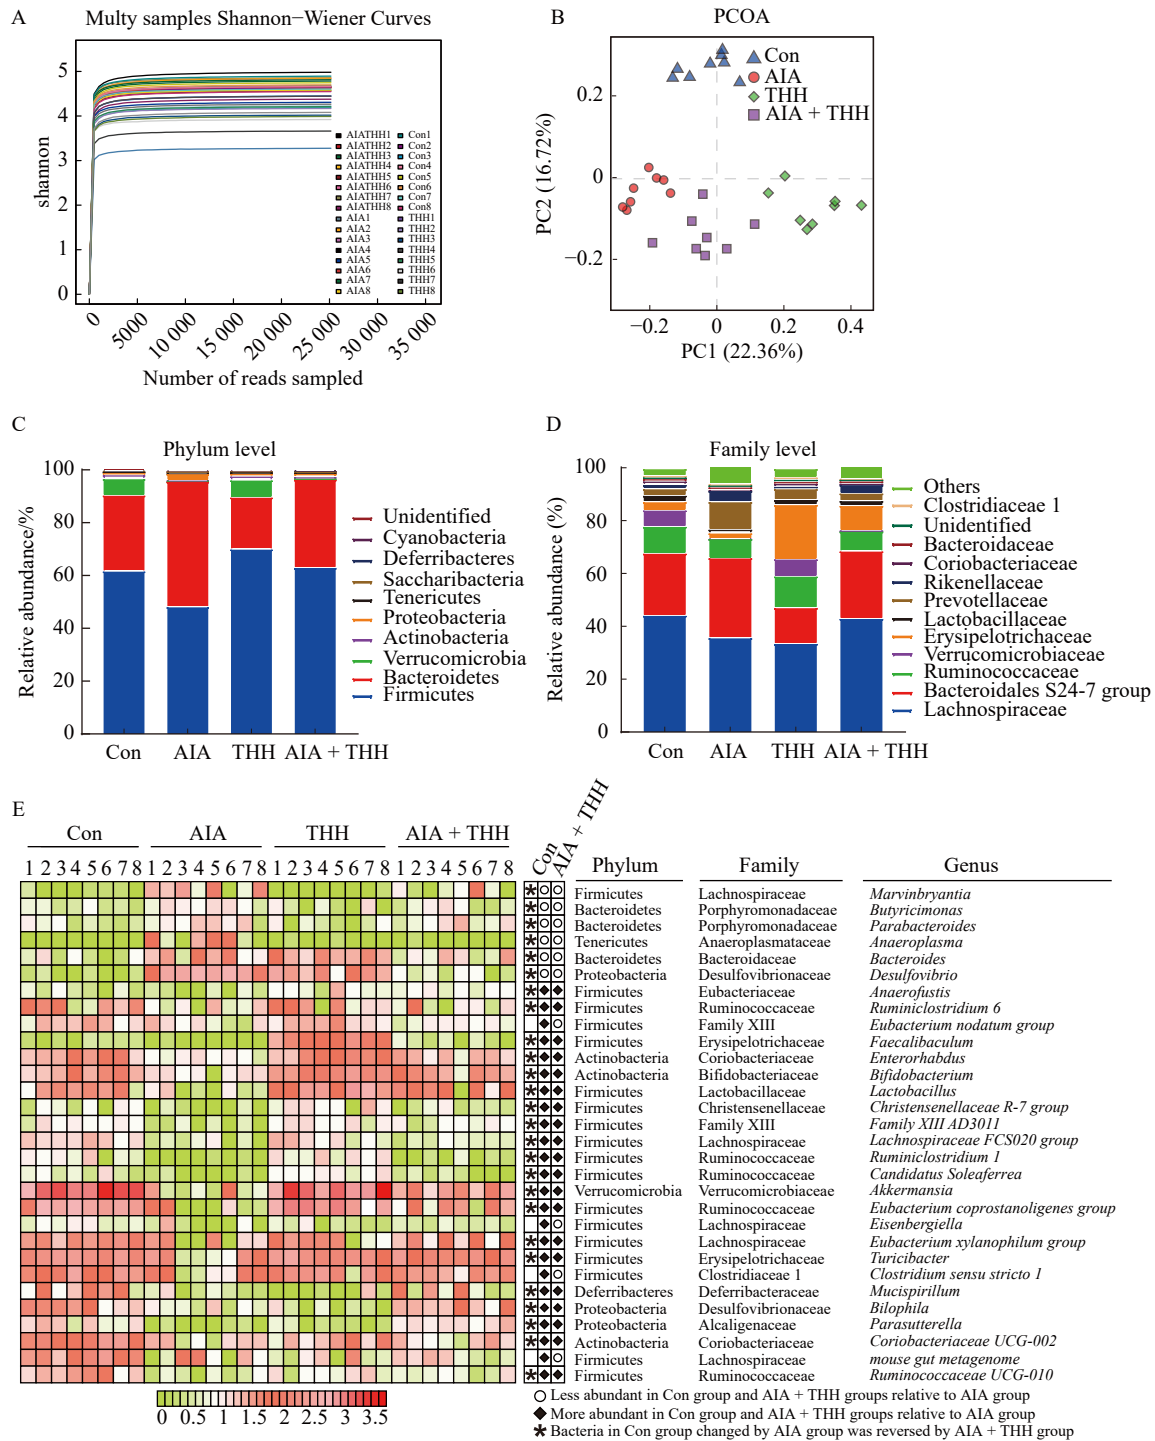 A
Multy samples Shannon−Wiener Curves
shannon
5
4
3
2
1
0
AIATHH1 Con1
AIATHH2 Con2
AIATHH3 Con3
AIATHH4 Con4
AIATHH5 Con5
AIATHH6 Con6
AIATHH7 Con7
AIATHH8 Con8
AIA1 THH1
AIA2 THH2
AIA3 THH3
AIA4 THH4
AIA5 THH5
AIA6 THH6
AIA7 THH7
AIA8 THH8
0 5000 10 000 15 000 20 000 25 000 30 000 35 000
Number of reads sampled
B
PCOA
PC2 (16.72%)
0.2
0
−0.2
Con
AIA
THH
AIA + THH
−0.2 0 0.2 0.4
PC1 (22.36%)
C
Phylum level
Relative abundance/%
100
80
60
40
20
0
Con AIA THH AIA + THH
Unidentified
Cyanobacteria
Deferribacteres
Saccharibacteria
Tenericutes
Proteobacteria
Actinobacteria
Verrucomicrobia
Bacteroidetes
Firmicutes
D
Family level
Relative abundance (%)
100
80
60
40
20
0
Con AIA THH AIA + THH
Others
Clostridiaceae 1
Unidentified
Bacteroidaceae
Coriobacteriaceae
Rikenellaceae
Prevotellaceae
Lactobacillaceae
Erysipelotrichaceae
Verrucomicrobiaceae
Ruminococcaceae
Bacteroidales S24-7 group
Lachnospiraceae
E
Con AIA THH AIA + THH
1 2 3 4 5 6 7 8 1 2 3 4 5 6 7 8 1 2 3 4 5 6 7 8 1 2 3 4 5 6 7 8
Con
AIA + THH
Phylum Family Genus
Firmicutes Lachnospiraceae Marvinbryantia
Bacteroidetes Porphyromonadaceae Butyricimonas
Bacteroidetes Porphyromonadaceae Parabacteroides
Tenericutes Anaeroplasmataceae Anaeroplasma
Bacteroidetes Bacteroidaceae Bacteroides
Proteobacteria Desulfovibrionaceae Desulfovibrio
Firmicutes Eubacteriaceae Anaerofustis
Firmicutes Ruminococcaceae Ruminiclostridium 6
Firmicutes Family XIII Eubacterium nodatum group
Firmicutes Erysipelotrichaceae Faecalibaculum
Actinobacteria Coriobacteriaceae Enterorhabdus
Actinobacteria Bifidobacteriaceae Bifidobacterium
Firmicutes Lactobacillaceae Lactobacillus
Firmicutes Christensenellaceae Christensenellaceae R-7 group
Firmicutes Family XIII Family XIII AD3011
Firmicutes Lachnospiraceae Lachnospiraceae FCS020 group
Firmicutes Ruminococcaceae Ruminiclostridium 1
Firmicutes Ruminococcaceae Candidatus Soleaferrea
Verrucomicrobia Verrucomicrobiaceae Akkermansia
Firmicutes Ruminococcaceae Eubacterium coprostanoligenes group
Firmicutes Lachnospiraceae Eisenbergiella
Firmicutes Lachnospiraceae Eubacterium xylanophilum group
Firmicutes Erysipelotrichaceae Turicibacter
Firmicutes Clostridiaceae 1 Clostridium sensu stricto 1
Deferribacteres Deferribacteraceae Mucispirillum
Proteobacteria Desulfovibrionaceae Bilophila
Proteobacteria Alcaligenaceae Parasutterella
Actinobacteria Coriobacteriaceae Coriobacteriaceae UCG-002
Firmicutes Lachnospiraceae mouse gut metagenome
Firmicutes Ruminococcaceae Ruminococcaceae UCG-010
0 0.5 1 1.5 2 2.5 3 3.5
Less abundant in Con group and AIA + THH groups relative to AIA group
More abundant in Con group and AIA + THH groups relative to AIA group
Bacteria in Con group changed by AIA group was reversed by AIA + THH group